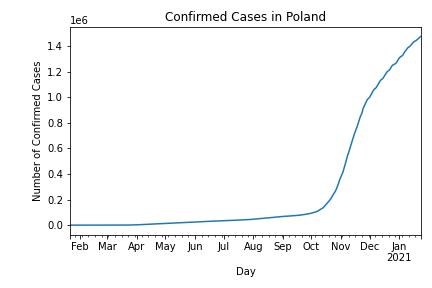 Confirmed Cases in Poland
1e6
Number of Confirmed Cases
1.4
1.2
1.0
0.8
0.6
0.4
0.2
0.0
Feb Mar Apr May Jun Jul Aug Sep Oct Nov Dec Jan
2021
Day